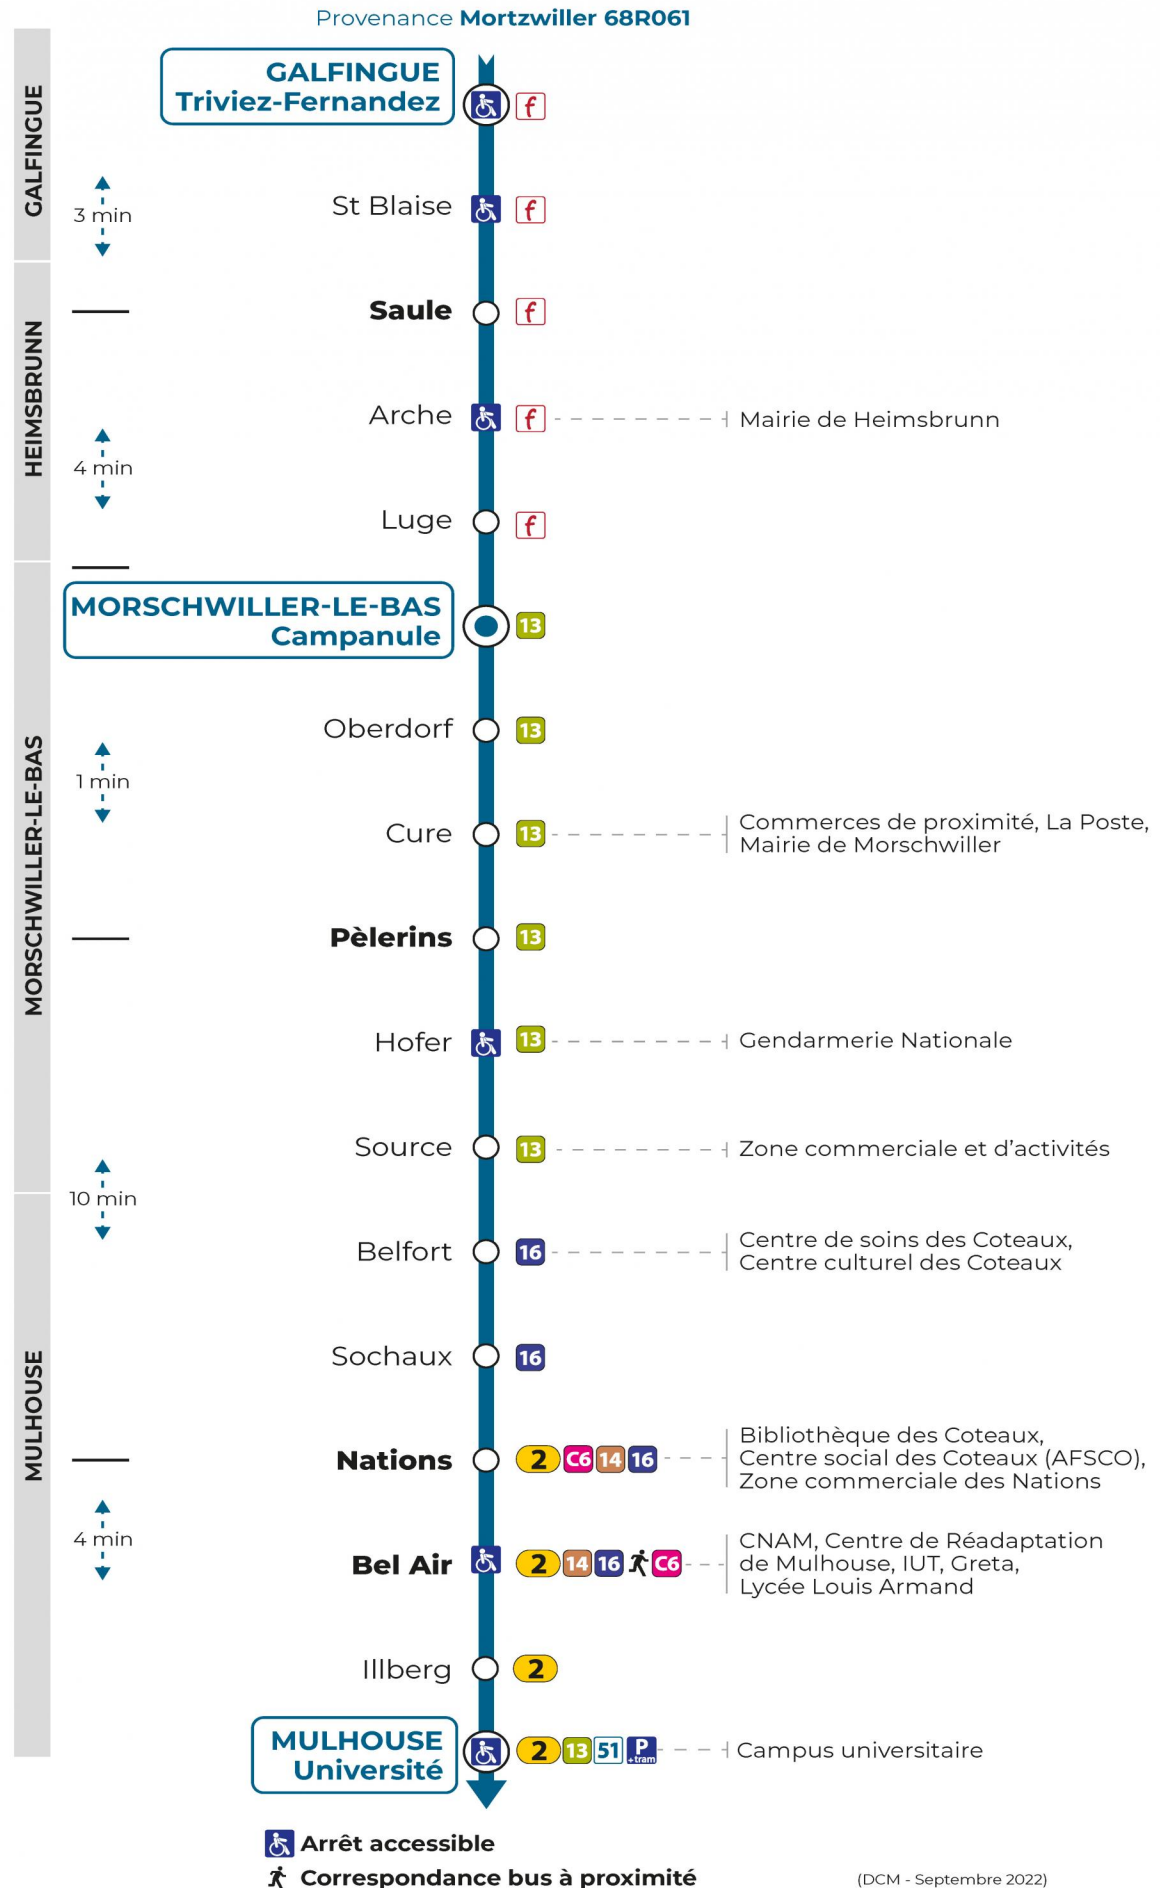 Provenance Mortzwiller 68R061
GALFINGUE
GALFINGUE
Triviez-Fernandez
f
3 min
St Blaise
f
HEIMSBRUNN
Saule
f
Arche
f
Mairie de Heimsbrunn
4 min
Luge
f
MORSCHWILLER-LE-BAS
MORSCHWILLER-LE-BAS
Campanule
13
Oberdorf
13
1 min
Cure
13
Commerces de proximité, La Poste,
Mairie de Morschwiller
Pèlerins
13
Hofer
13
Gendarmerie Nationale
Source
13
Zone commerciale et d'activités
10 min
MULHOUSE
Belfort
16
Centre de soins des Coteaux,
Centre culturel des Coteaux
Sochaux
16
Nations
2 C6 14 16
Bibliothèque des Coteaux,
Centre social des Coteaux (AFSCO),
Zone commerciale des Nations
4 min
Bel Air
2 14 16 C6
CNAM, Centre de Réadaptation
de Mulhouse, IUT, Greta,
Lycée Louis Armand
Illberg
2
MULHOUSE
Université
2 13 51 P +tram
Campus universitaire
Arrêt accessible
Correspondance bus à proximité
(DCM - Septembre 2022)